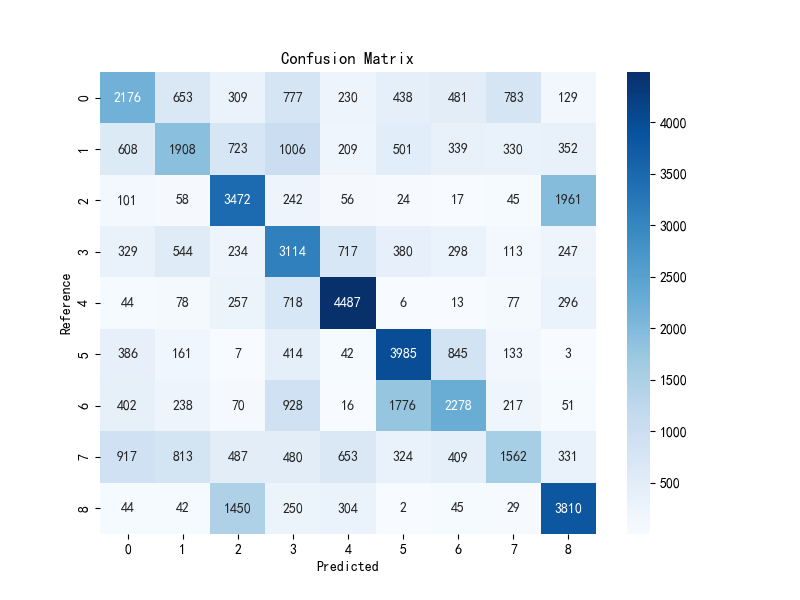 Confusion Matrix
0 2176 653 309 777 230 438 481 783 129
1 608 1908 723 1006 209 501 339 330 352
2 101 58 3472 242 56 24 17 45 1961
3 329 544 234 3114 717 380 298 113 247
4 44 78 257 718 4487 6 13 77 296
5 386 161 7 414 42 3985 845 133 3
6 402 238 70 928 16 1776 2278 217 51
7 917 813 487 480 653 324 409 1562 331
8 44 42 1450 250 304 2 45 29 3810
0 1 2 3 4 5 6 7 8
Predicted
Reference
4000
3500
3000
2500
2000
1500
1000
500